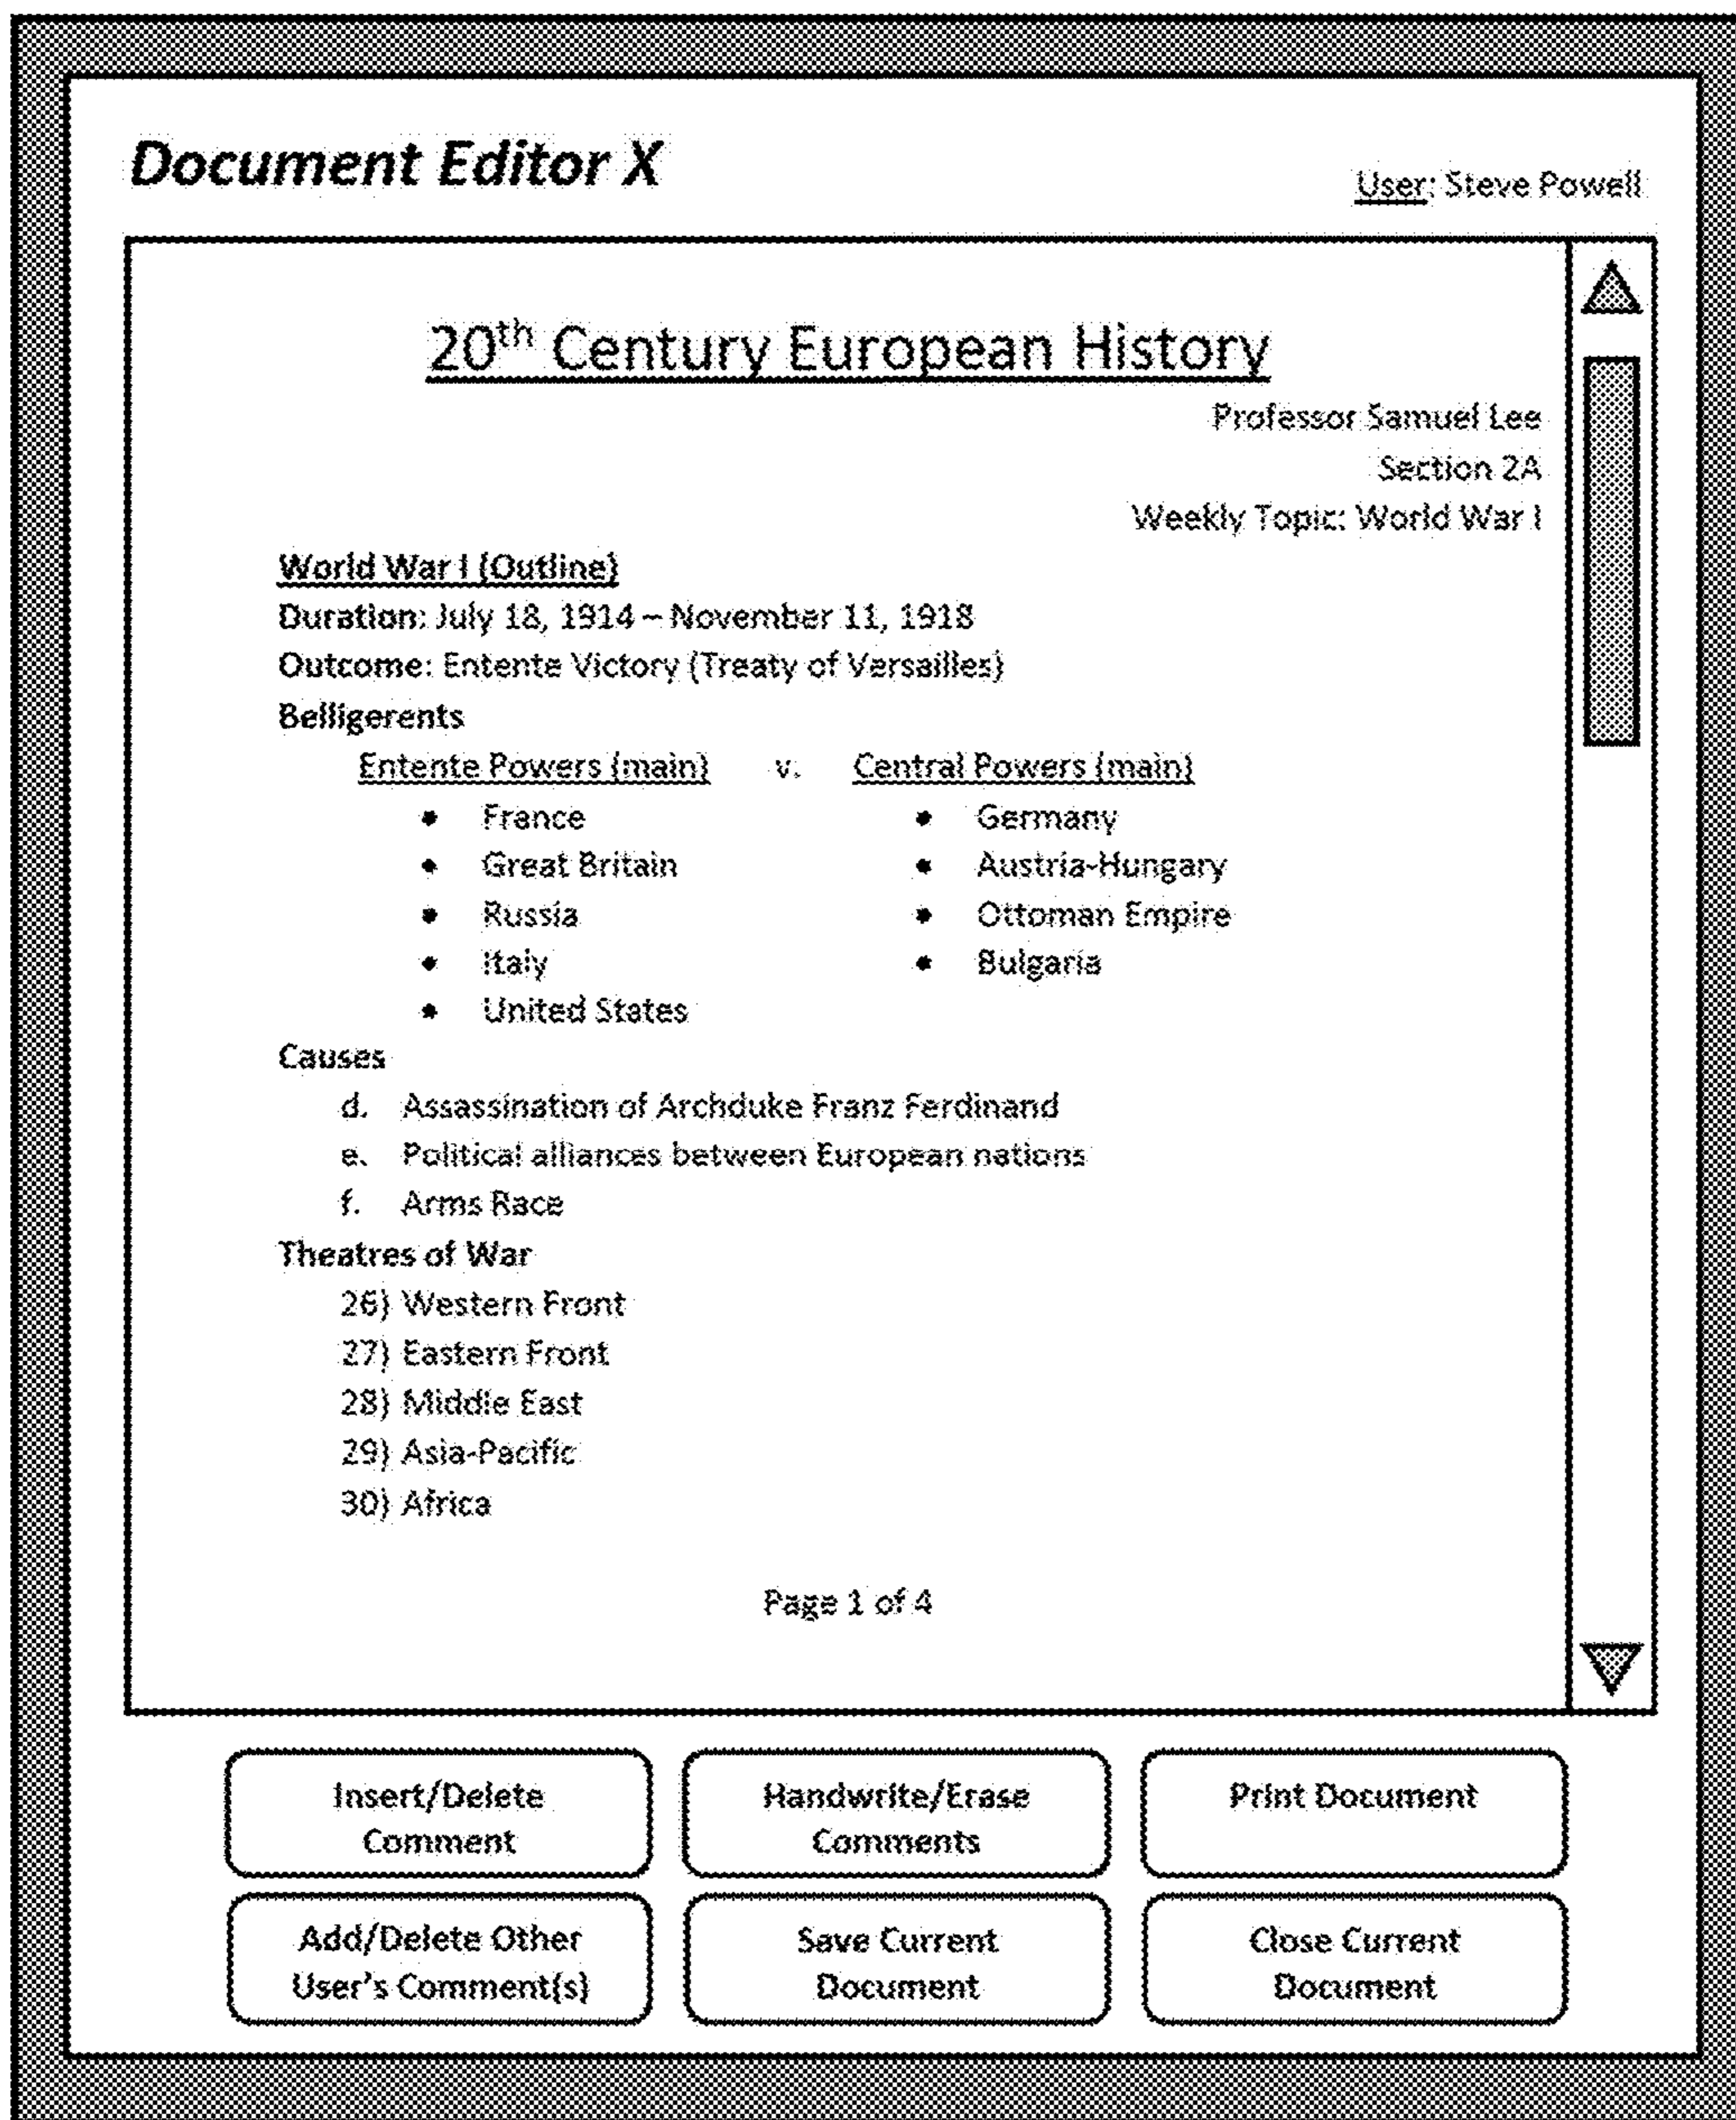 Document Editor X
User: Steve Powell
20th Century European History
Professor Samuel Lee
Section 2A
Weekly Topic: World War I
World War I (Outline)
Duration: July 18, 1914 – November 11, 1918
Outcome: Entente Victory (Treaty of Versailles)
Belligerents
Entente Powers (main) v. Central Powers (main)
• France • Germany
• Great Britain • Austria-Hungary
• Russia • Ottoman Empire
• Italy • Bulgaria
• United States
Causes
d. Assassination of Archduke Franz Ferdinand
e. Political alliances between European nations
f. Arms Race
Theatres of War
26) Western Front
27) Eastern Front
28) Middle East
29) Asia-Pacific
30) Africa
Page 1 of 4
Insert/Delete
Comment
Handwrite/Erase
Comments
Print Document
Add/Delete Other
User's Comment(s)
Save Current
Document
Close Current
Document